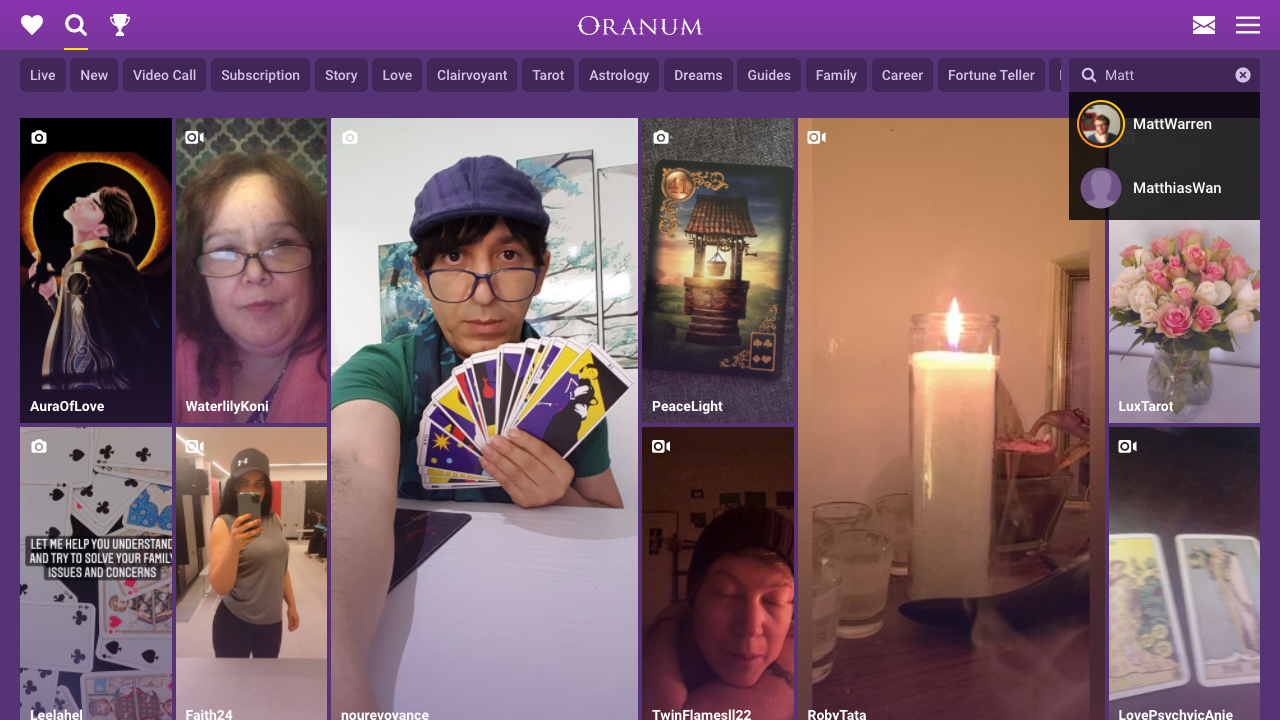 ORANUM
Live
New
Video Call
Subscription
Story
Love
Clairvoyant
Tarot
Astrology
Dreams
Guides
Family
Career
Fortune Teller
Matt
MattWarren
MatthiasWan
41
AuraOfLove
WaterlilyKoni
PeaceLight
LuxTarot
LET ME HELP YOU UNDERSTAND
AND TRY TO SOLVE YOUR FAMILY
ISSUES AND CONCERNS
Leelahel
Faith24
nourevoyance
TwinFlamesll22
RobyTata
LovePsychyicAnie